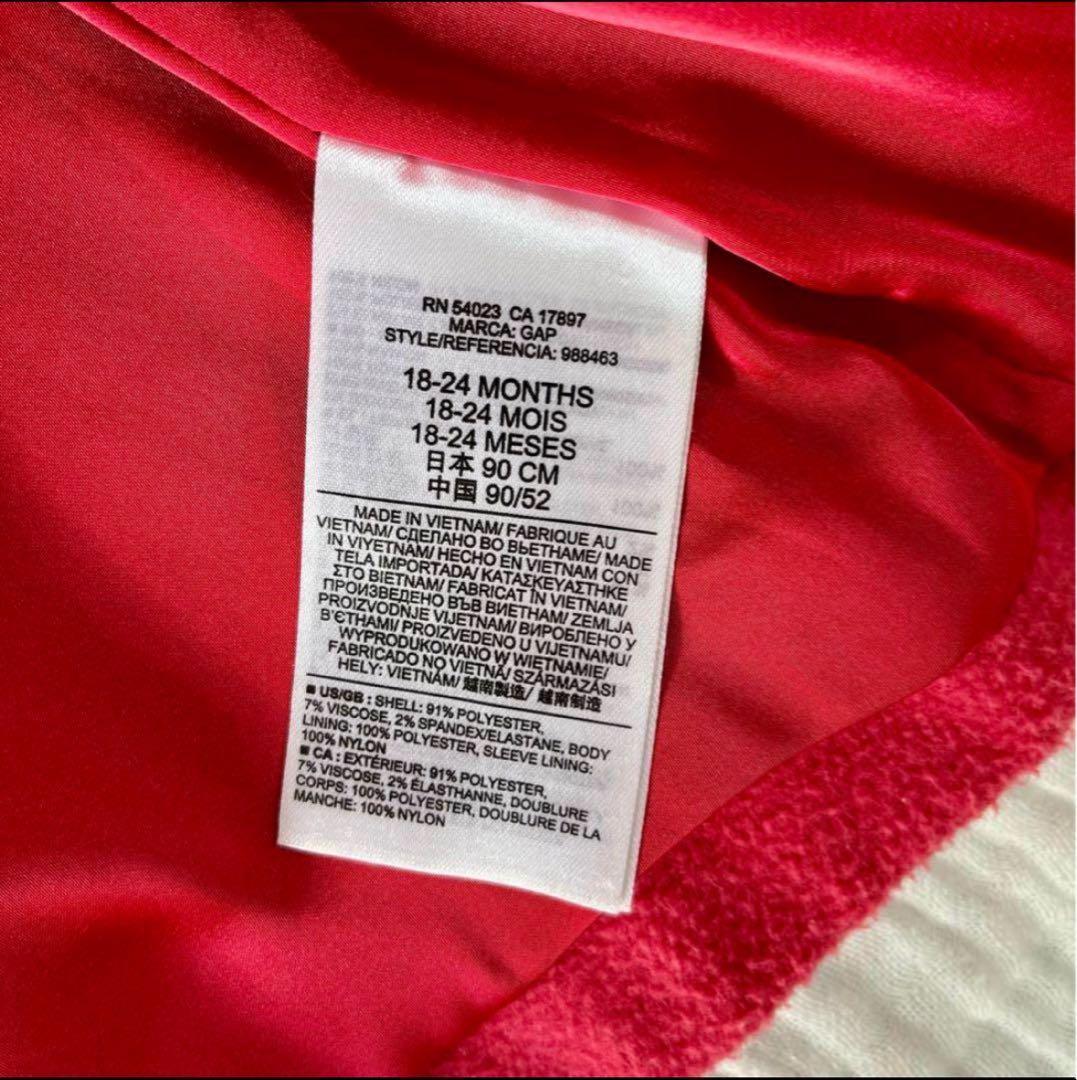 RN 54023 CA 17897
MARCA: GAP
STYLE/REFERENCIA: 988463
18-24 MONTHS
18-24 MOIS
18-24 MESES
日本 90 CM
中国 90/52
MADE IN VIETNAM/ FABRIQUE AU
VIETNAM/ СДЕЛАНО ВО ВЬЕТНАМЕ/ MADE
IN VIYETNAM/ HECHO EN VIETNAM CON
TELA IMPORTADA/ ΚΑΤΑΣΚΕΥΑΣΤΗΚΕ
ΣΤΟ ΒΙΕΤΝΑΜ/ FABRICAT ÎN VIETNAM/
ПРОИЗВЕДЕНО ВЪВ ВИЕТНАМ/ ZEMLJA
PROIZVODNJE VIJETNAM/ ВИРОБЛЕНО У
В'ЄТНАМІ/ PROIZVEDENO U VIJETNAMU/
WYPRODUKOWANO W WIETNAMIE/
FABRICADO NO VIETNÃ/ SZÁRMAZÁSI
HELY: VIETNÁM/ 越南製造/ 越南制造
■ US/GB : SHELL: 91% POLYESTER,
7% VISCOSE, 2% SPANDEX/ELASTANE, BODY
LINING: 100% POLYESTER, SLEEVE LINING:
100% NYLON
■ CA : EXTÉRIEUR: 91% POLYESTER,
7% VISCOSE, 2% ÉLASTHANNE, DOUBLURE
CORPS: 100% POLYESTER, DOUBLURE DE LA
MANCHE: 100% NYLON